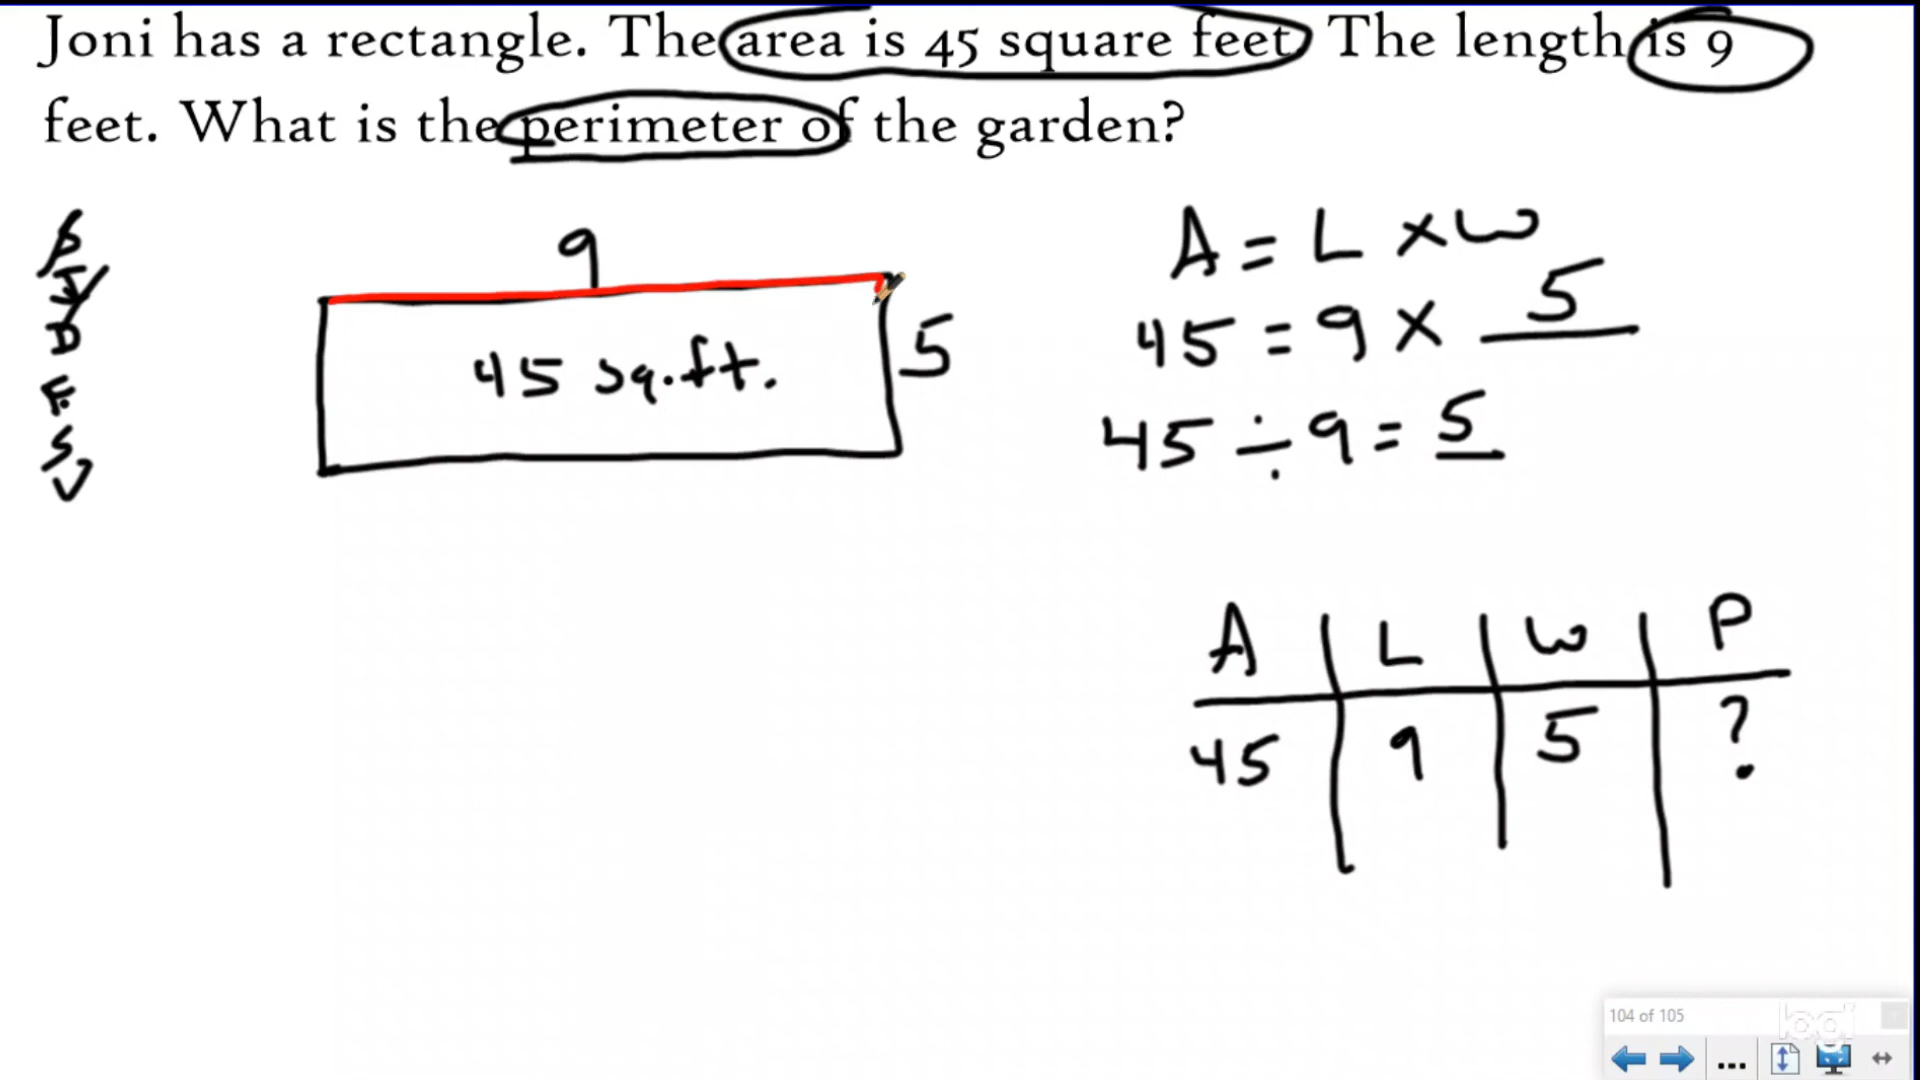 Joni has a rectangle. The area is 45 square feet. The length is 9
feet. What is the perimeter of the garden?
9
45 sq.ft.
5
D
F.
S
V
A = L × W
45 = 9 × 5
45 ÷ 9 = 5
A L W P
45 9 5 ?
104 of 105
logi